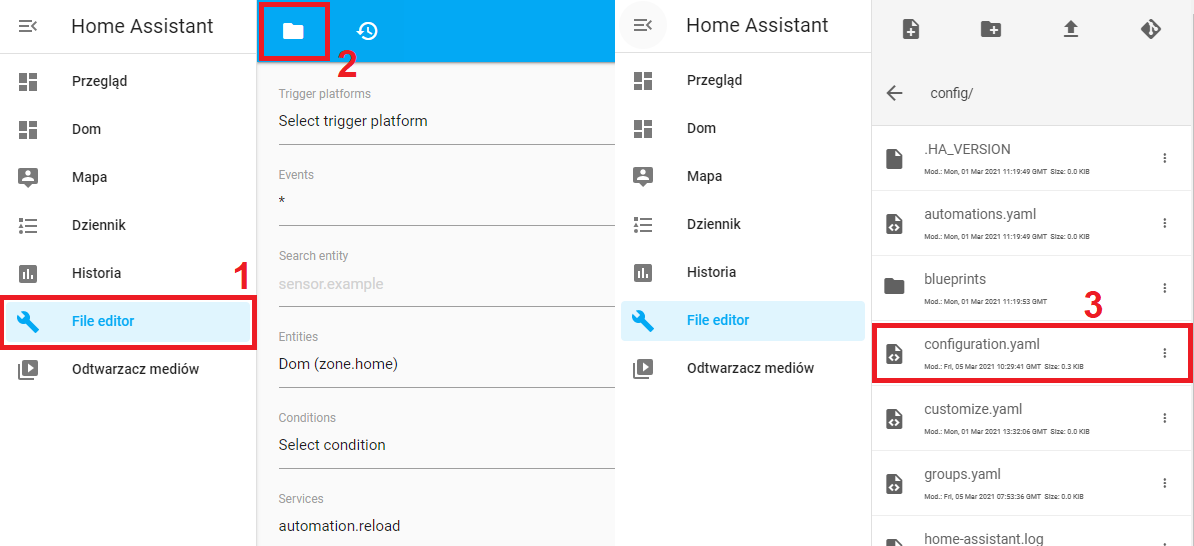 Home Assistant
Przegląd
Dom
Mapa
Dziennik
Historia
1
File editor
Odtwarzacz mediów
2
Trigger platforms
Select trigger platform
Events
*
Search entity
sensor.example
Entities
Dom (zone.home)
Conditions
Select condition
Services
automation.reload
Home Assistant
Przegląd
Dom
Mapa
Dziennik
Historia
File editor
Odtwarzacz mediów
config/
.HA_VERSION
Mod.: Mon, 01 Mar 2021 11:19:49 GMT Size: 0.0 KiB
automations.yaml
Mod.: Mon, 01 Mar 2021 11:19:49 GMT Size: 0.0 KiB
blueprints
Mod.: Mon, 01 Mar 2021 11:19:53 GMT
3
configuration.yaml
Mod.: Fri, 05 Mar 2021 10:29:41 GMT Size: 0.3 KiB
customize.yaml
Mod.: Mon, 01 Mar 2021 13:32:06 GMT Size: 0.0 KiB
groups.yaml
Mod.: Fri, 05 Mar 2021 07:53:36 GMT Size: 0.0 KiB
home-assistant.log